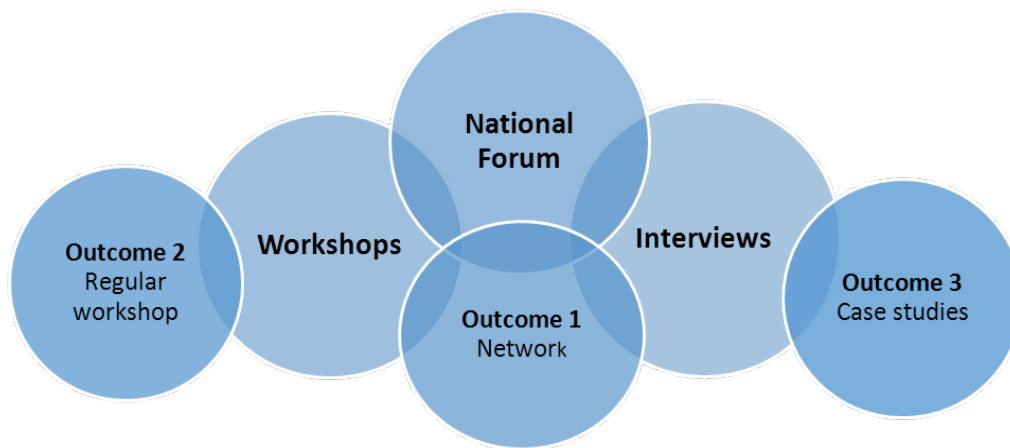 National
Forum
Workshops
Interviews
Outcome 2
Regular
workshop
Outcome 1
Network
Outcome 3
Case studies